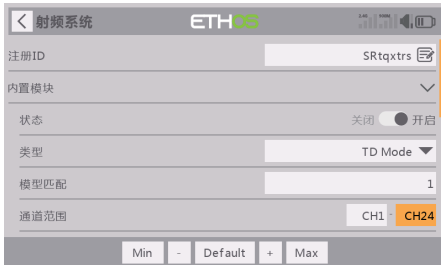 射频系统 ETHOS
注册ID SRtqxtrs
内置模块
状态 关闭 开启
类型 TD Mode
模型匹配 1
通道范围 CH1 - CH24
Min - Default + Max